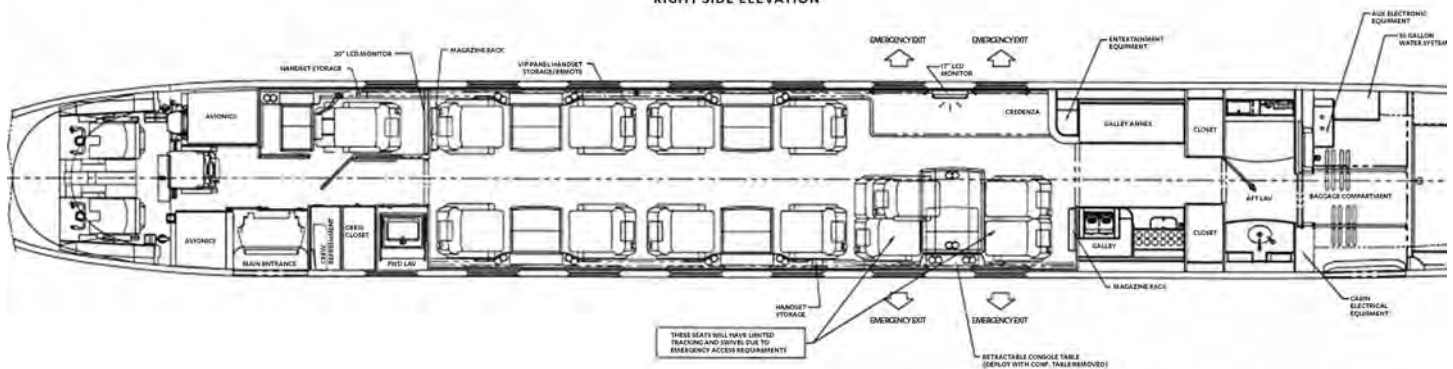 RIGHT SIDE ELEVATION
AUX ELECTRONIC
EQUIPMENT
55 GALLON
WATER SYSTEM
EMERGENCY EXIT
EMERGENCY EXIT
ENTERTAINMENT
EQUIPMENT
20" LCD MONITOR
MAGAZINE RACK
HANDSET STORAGE
VIP PANEL HANDSET
STORAGE/REMOTE
17" LCD
MONITOR
AVIONICS
CREDENZA
GALLEY ANNEX
CLOSET
AFT LAV
BAGGAGE COMPARTMENT
AVIONICS
MAIN ENTRANCE
CREW
REFRESHMENT
CREW
CLOSET
FWD LAV
GALLEY
CLOSET
MAGAZINE RACK
HANDSET
STORAGE
EMERGENCY EXIT
EMERGENCY EXIT
CABIN
ELECTRICAL
EQUIPMENT
THESE SEATS WILL HAVE LIMITED
TRACKING AND SWIVEL DUE TO
EMERGENCY ACCESS REQUIREMENTS
RETRACTABLE CONSOLE TABLE
(DEPLOY WITH CONF. TABLE REMOVED)